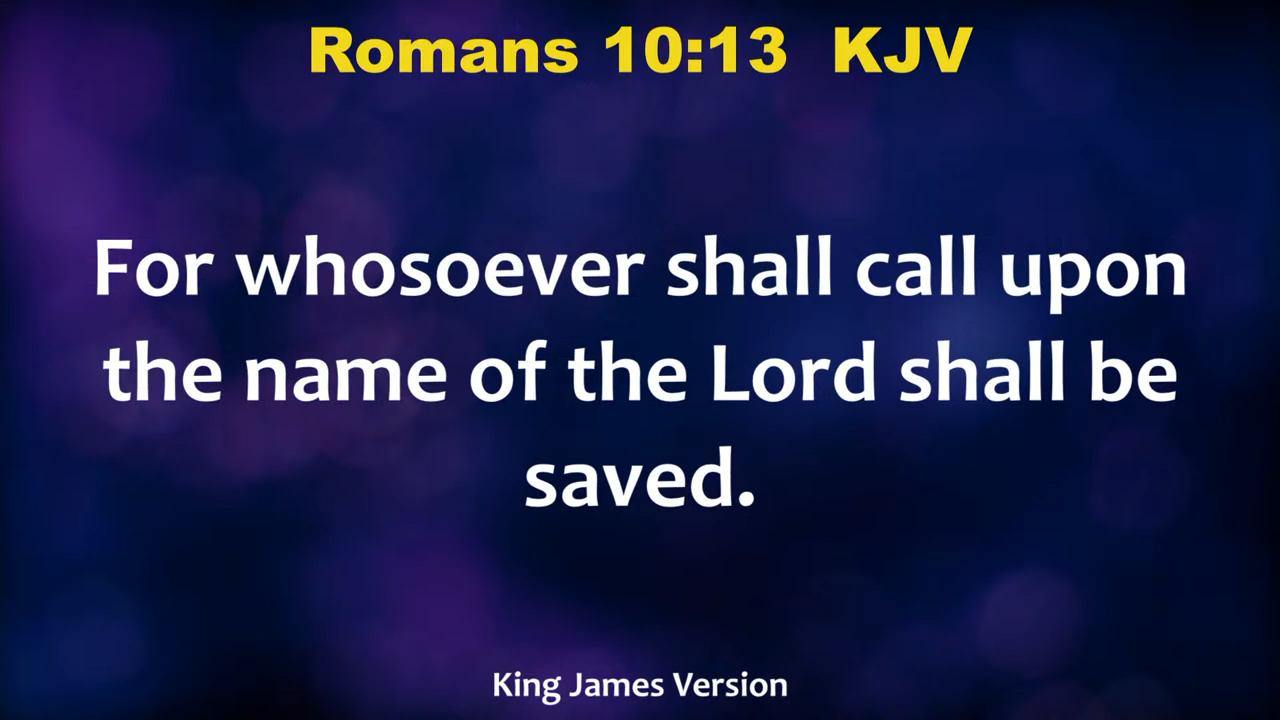 Romans 10:13  KJV
For whosoever shall call upon
the name of the Lord shall be
saved.
King James Version